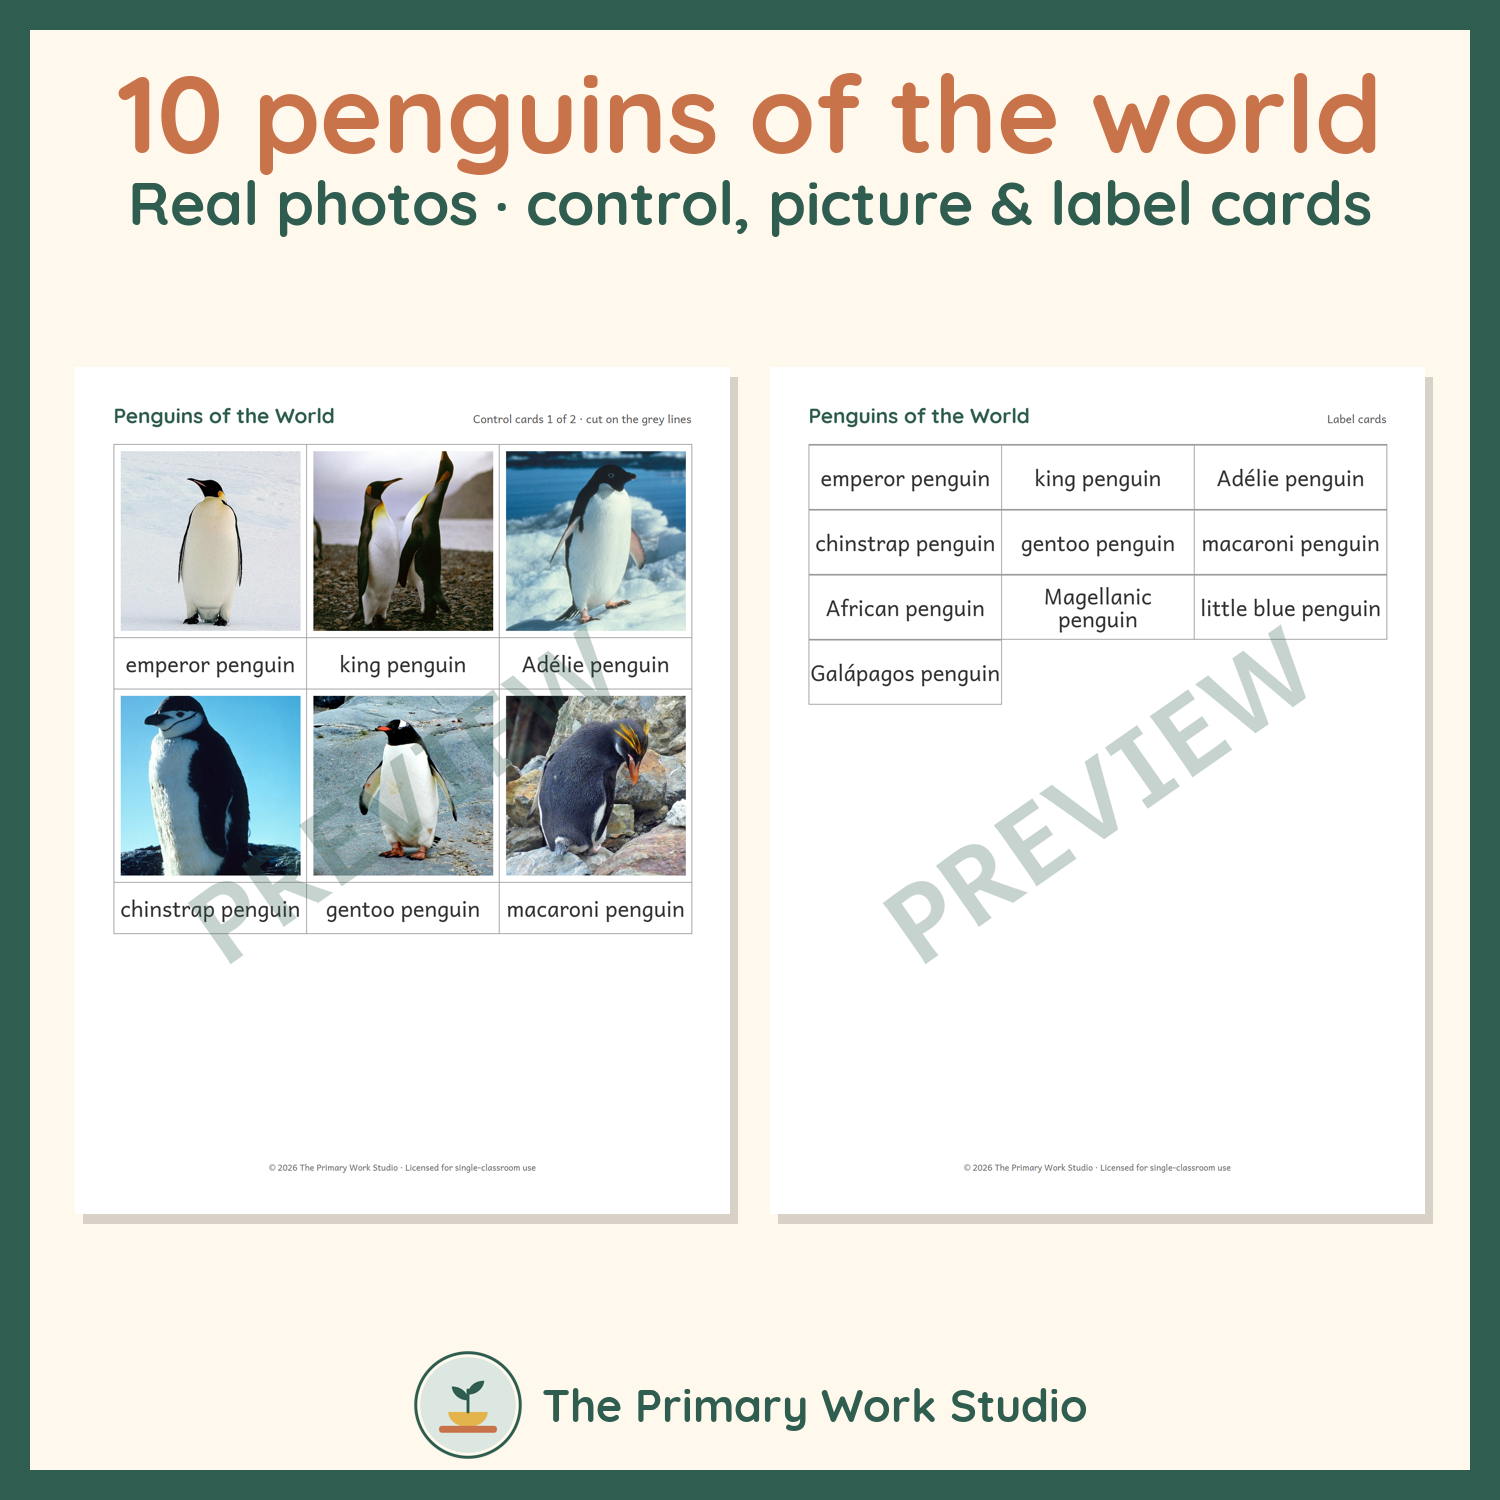 10 penguins of the world
Real photos · control, picture & label cards
Penguins of the World
Control cards 1 of 2 · cut on the grey lines
emperor penguin
king penguin
Adélie penguin
chinstrap penguin
gentoo penguin
macaroni penguin
PREVIEW
© 2026 The Primary Work Studio · Licensed for single-classroom use
Penguins of the World
Label cards
emperor penguin
king penguin
Adélie penguin
chinstrap penguin
gentoo penguin
macaroni penguin
African penguin
Magellanic
penguin
little blue penguin
Galápagos penguin
PREVIEW
© 2026 The Primary Work Studio · Licensed for single-classroom use
The Primary Work Studio